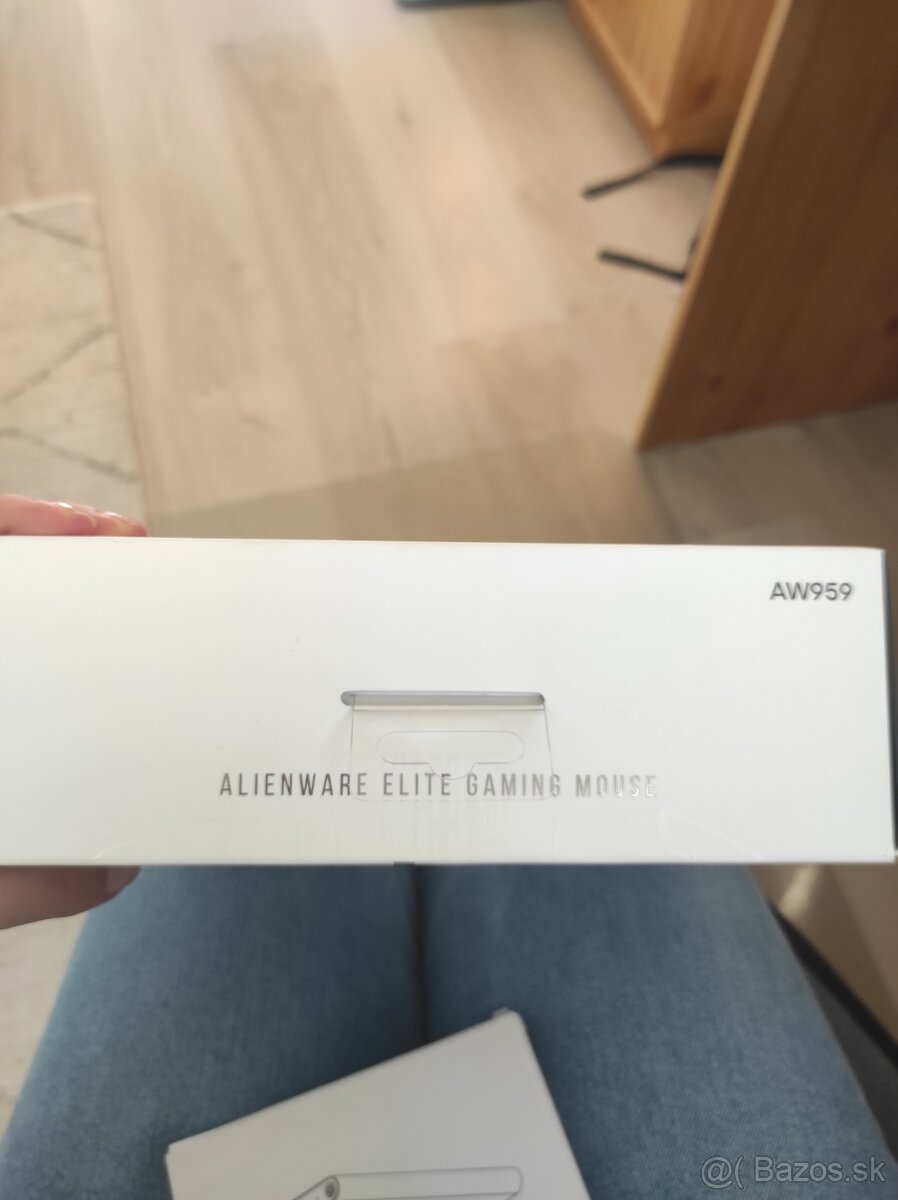 AW959
ALIENWARE ELITE GAMING MOUSE
@( Bazos.sk